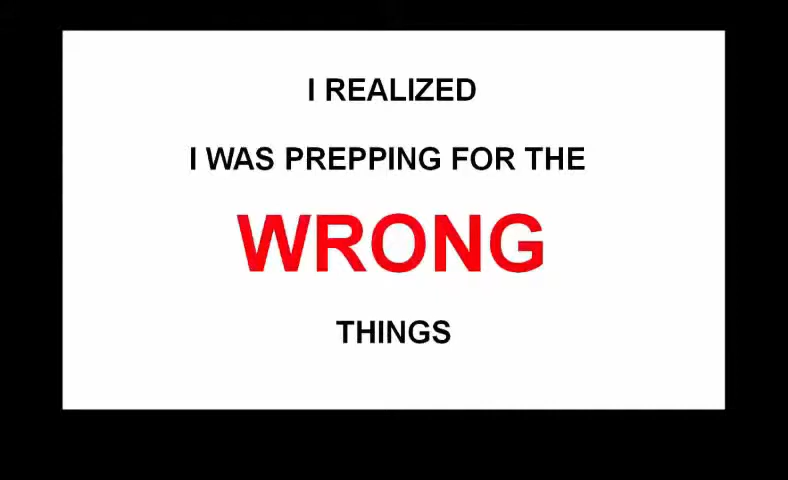 I REALIZED
I WAS PREPPING FOR THE
WRONG
THINGS